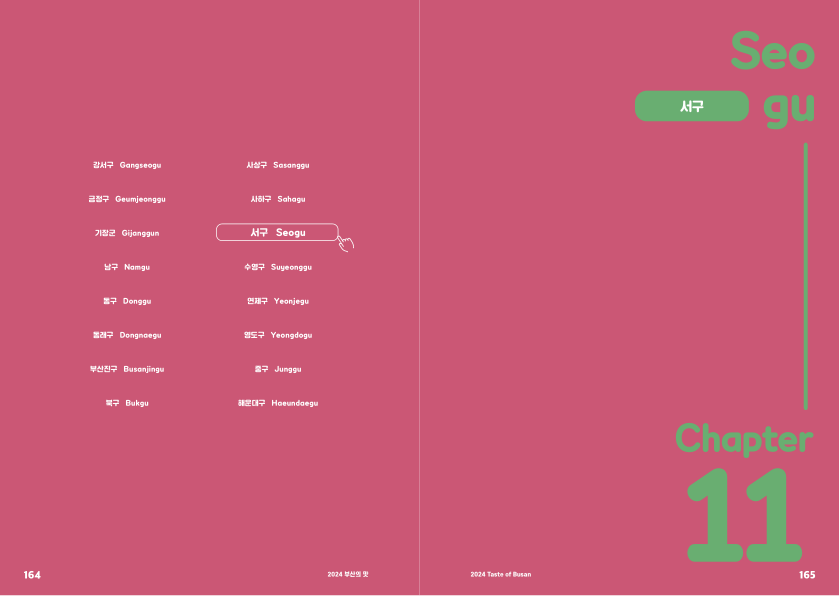 강서구 Gangseogu
금정구 Geumjeonggu
기장군 Gijanggun
남구 Namgu
동구 Donggu
동래구 Dongnaegu
부산진구 Busanjingu
북구 Bukgu
사상구 Sasanggu
사하구 Sahagu
서구 Seogu
수영구 Suyeonggu
연제구 Yeonjegu
영도구 Yeongdogu
중구 Junggu
해운대구 Haeundaegu
164
2024 부산의 맛
Seo
서구 gu
Chapter
11
2024 Taste of Busan
165